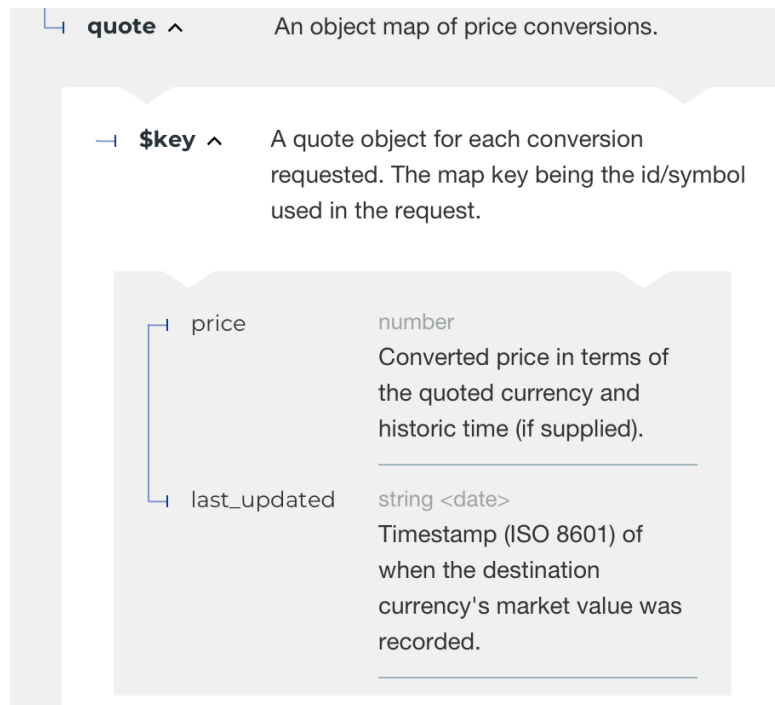 quote An object map of price conversions.
$key A quote object for each conversion
requested. The map key being the id/symbol
used in the request.
price number
Converted price in terms of
the quoted currency and
historic time (if supplied).
last_updated string <date>
Timestamp (ISO 8601) of
when the destination
currency's market value was
recorded.